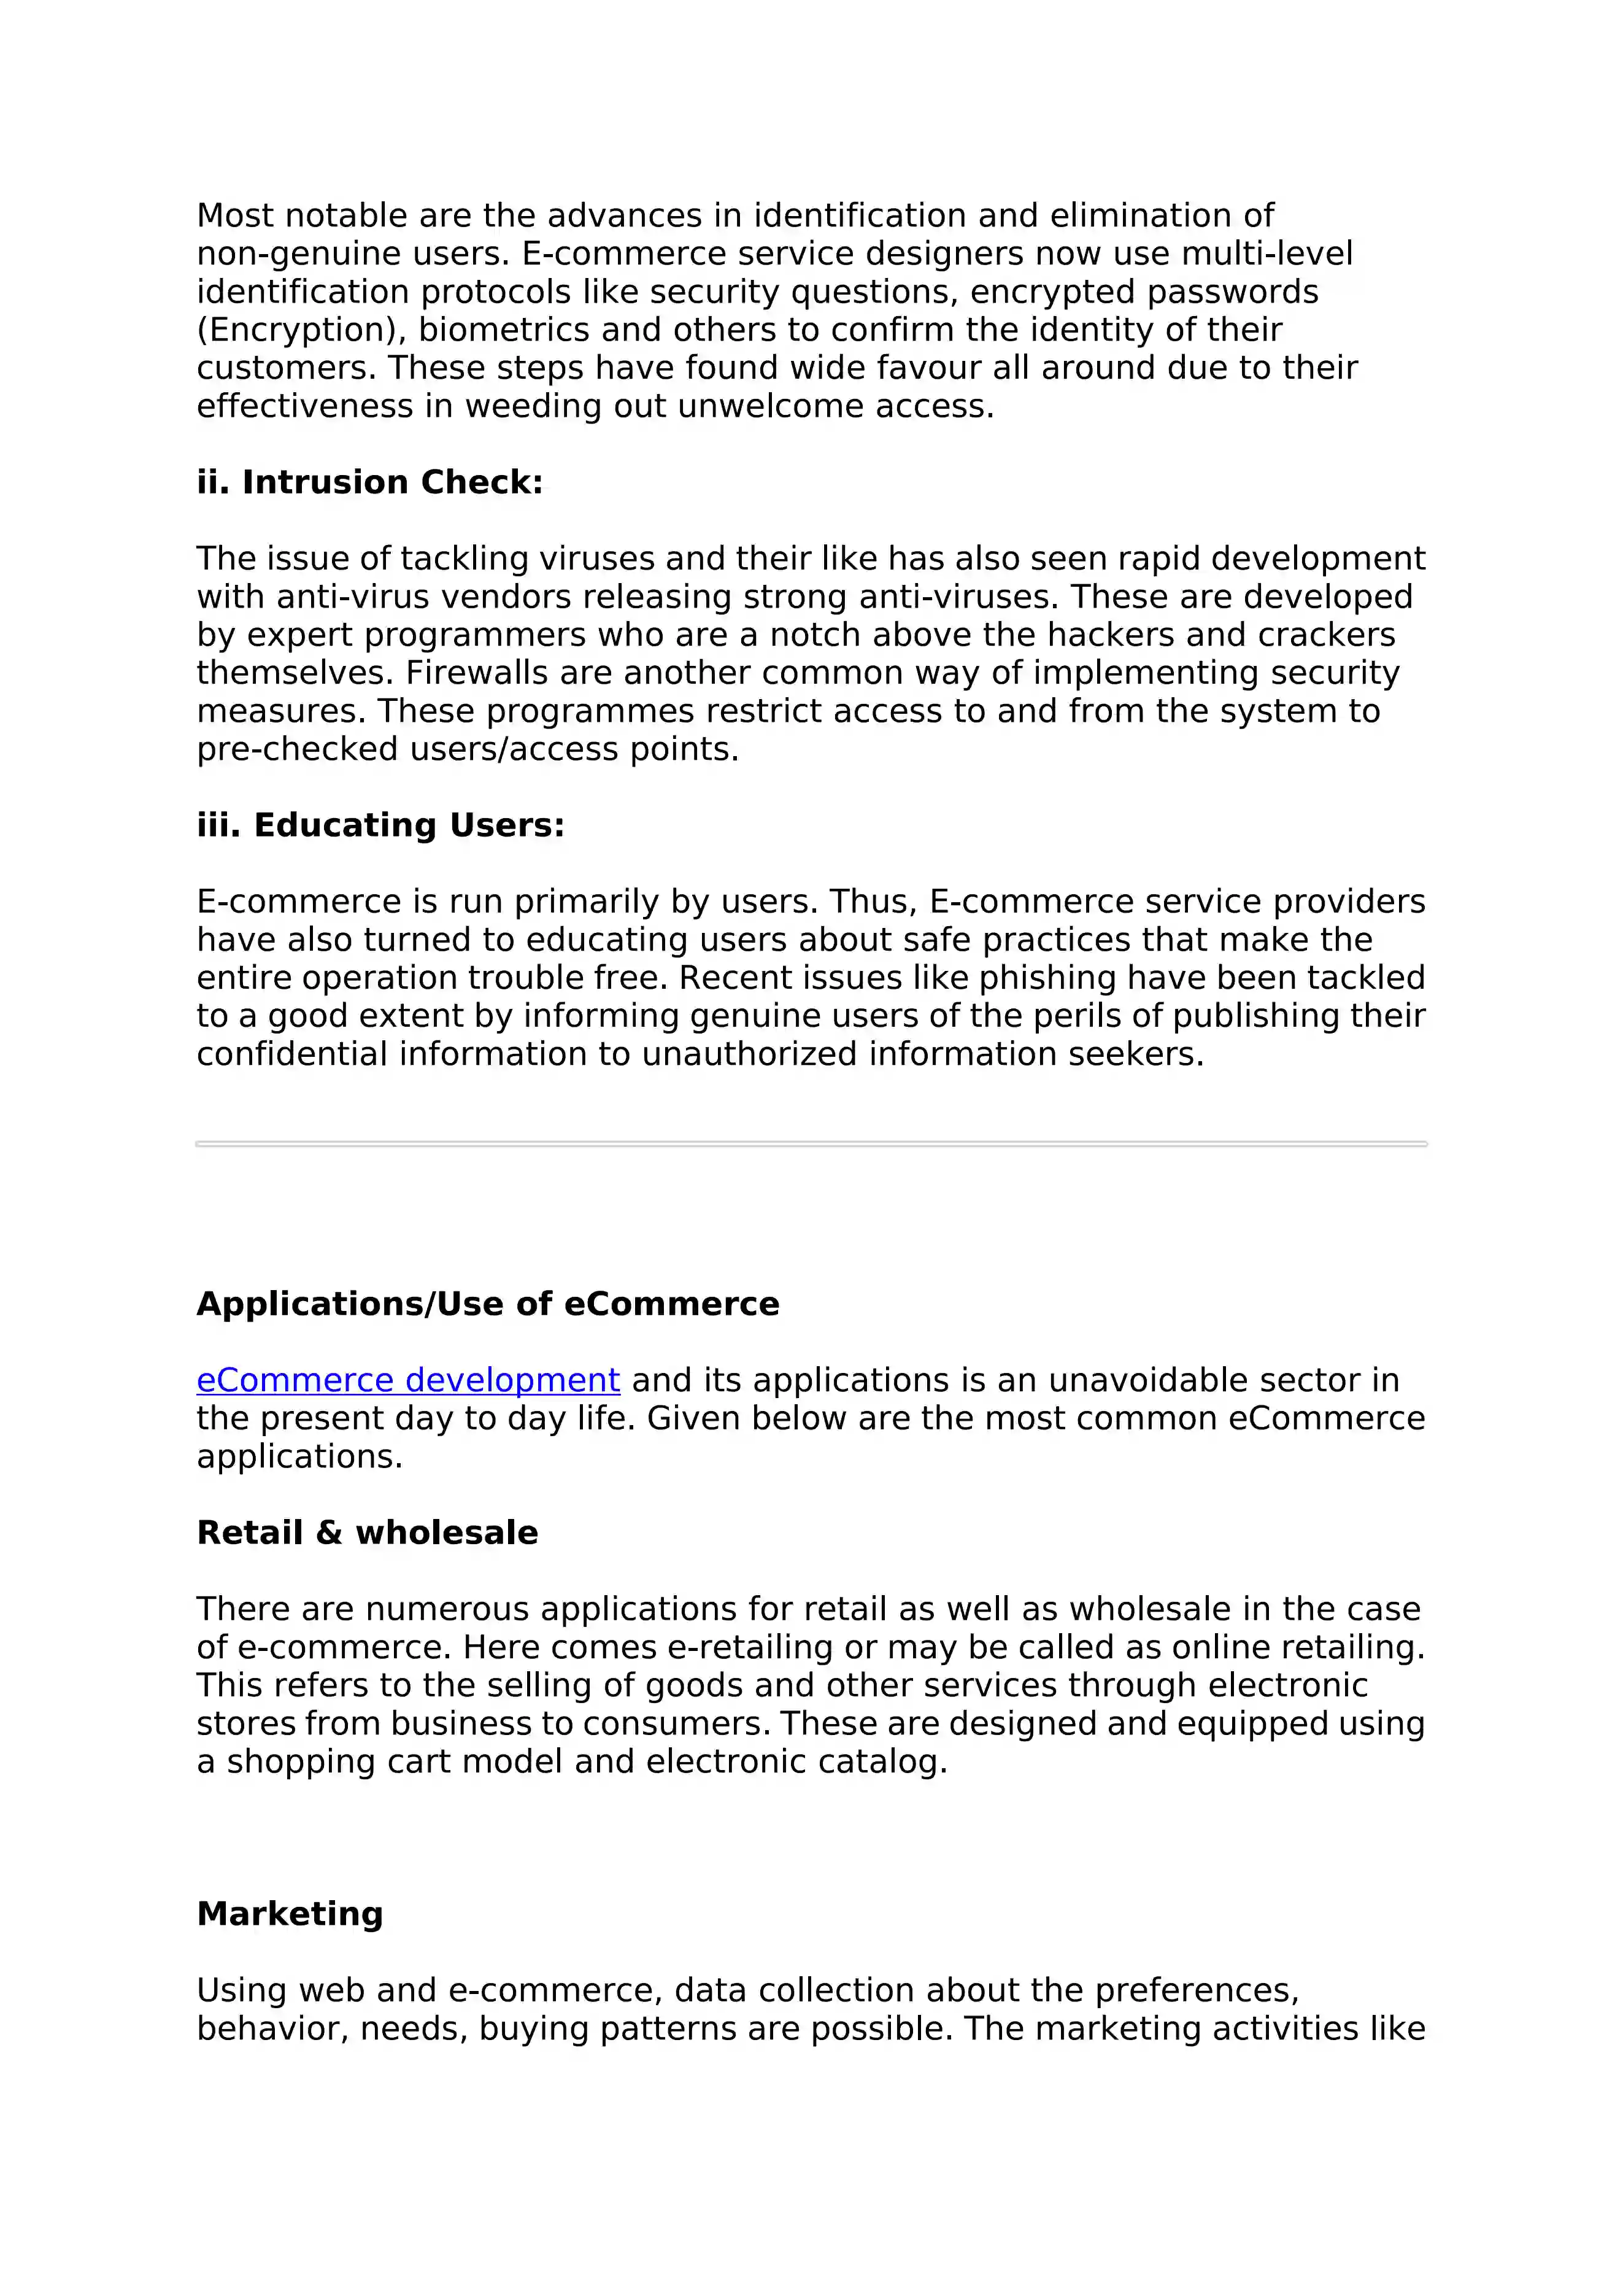 Most notable are the advances in identification and elimination of
non-genuine users. E-commerce service designers now use multi-level
identification protocols like security questions, encrypted passwords
(Encryption), biometrics and others to confirm the identity of their
customers. These steps have found wide favour all around due to their
effectiveness in weeding out unwelcome access.
ii. Intrusion Check:
The issue of tackling viruses and their like has also seen rapid development
with anti-virus vendors releasing strong anti-viruses. These are developed
by expert programmers who are a notch above the hackers and crackers
themselves. Firewalls are another common way of implementing security
measures. These programmes restrict access to and from the system to
pre-checked users/access points.
iii. Educating Users:
E-commerce is run primarily by users. Thus, E-commerce service providers
have also turned to educating users about safe practices that make the
entire operation trouble free. Recent issues like phishing have been tackled
to a good extent by informing genuine users of the perils of publishing their
confidential information to unauthorized information seekers.
Applications/Use of eCommerce
eCommerce development and its applications is an unavoidable sector in
the present day to day life. Given below are the most common eCommerce
applications.
Retail & wholesale
There are numerous applications for retail as well as wholesale in the case
of e-commerce. Here comes e-retailing or may be called as online retailing.
This refers to the selling of goods and other services through electronic
stores from business to consumers. These are designed and equipped using
a shopping cart model and electronic catalog.
Marketing
Using web and e-commerce, data collection about the preferences,
behavior, needs, buying patterns are possible. The marketing activities like